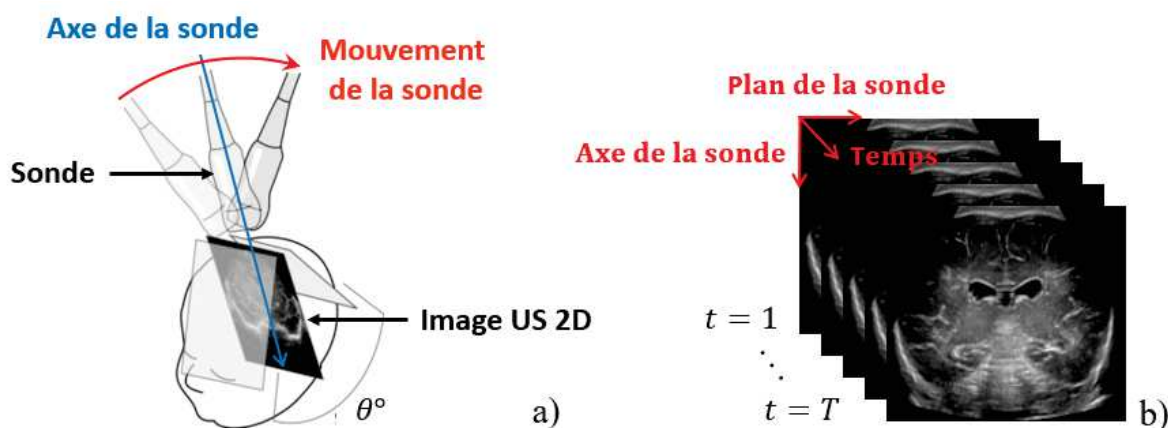 Axe de la sonde
Mouvement
de la sonde
Sonde
Image US 2D
θ°
a)
Plan de la sonde
Axe de la sonde
Temps
t = 1
⋱
t = T
b)